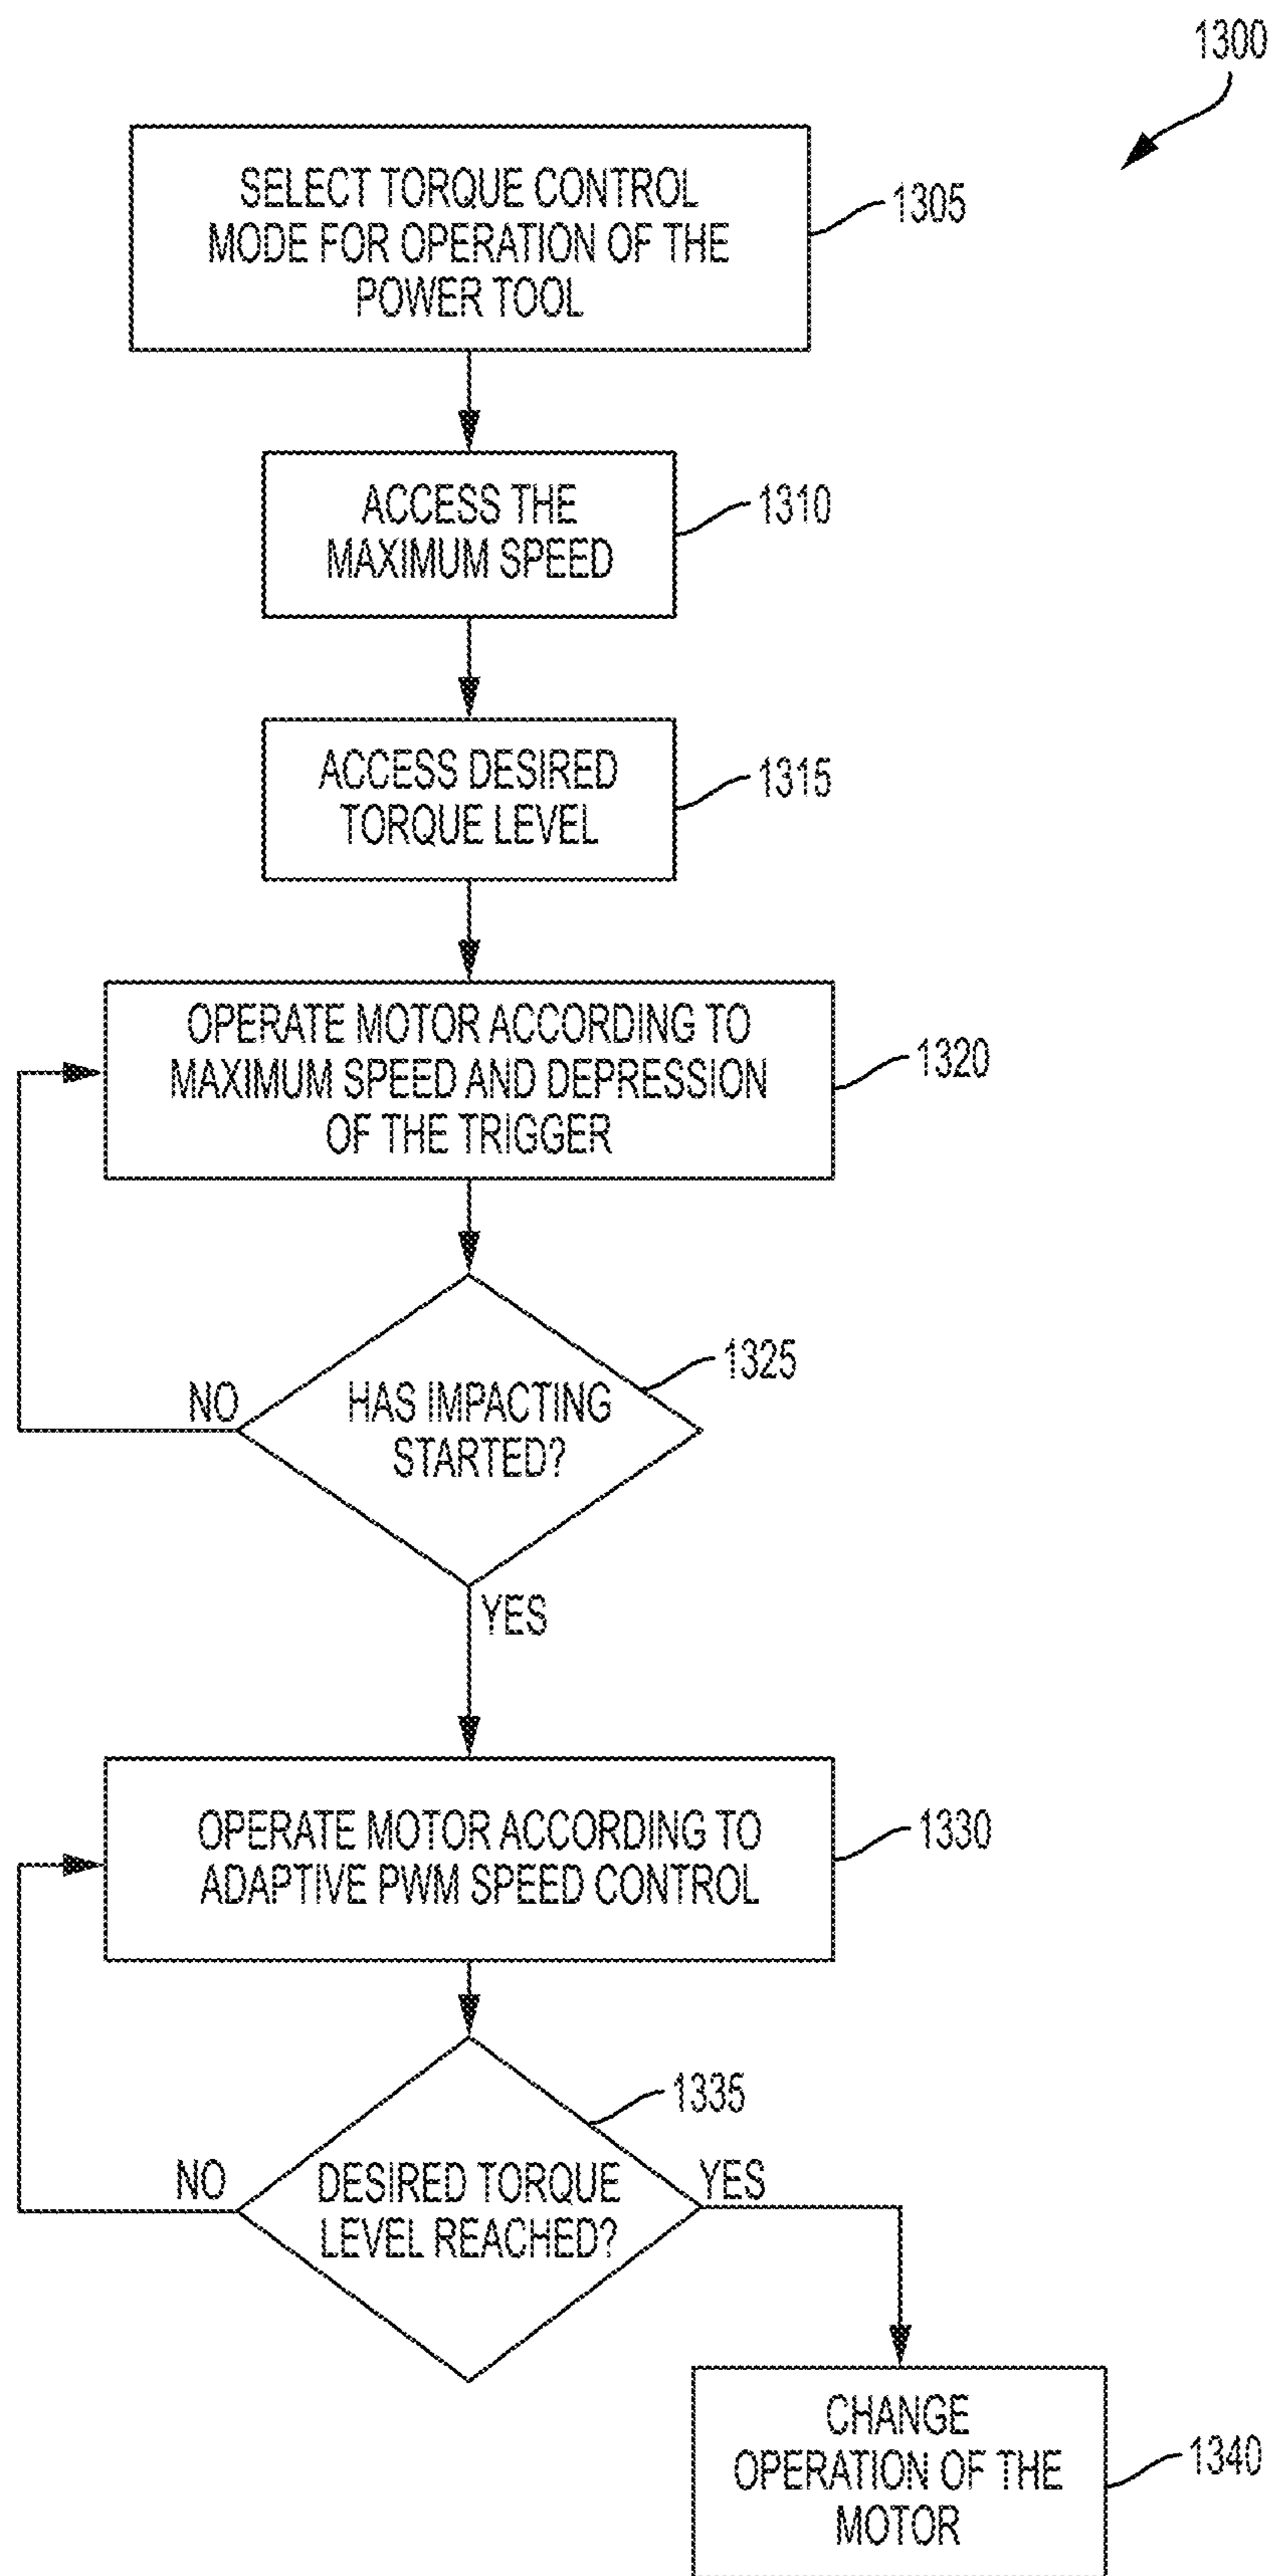 1300
SELECT TORQUE CONTROL
MODE FOR OPERATION OF THE
POWER TOOL
1305
ACCESS THE
MAXIMUM SPEED
1310
ACCESS DESIRED
TORQUE LEVEL
1315
OPERATE MOTOR ACCORDING TO
MAXIMUM SPEED AND DEPRESSION
OF THE TRIGGER
1320
HAS IMPACTING
STARTED?
1325
NO
YES
OPERATE MOTOR ACCORDING TO
ADAPTIVE PWM SPEED CONTROL
1330
DESIRED TORQUE
LEVEL REACHED?
1335
NO
YES
CHANGE
OPERATION OF THE
MOTOR
1340